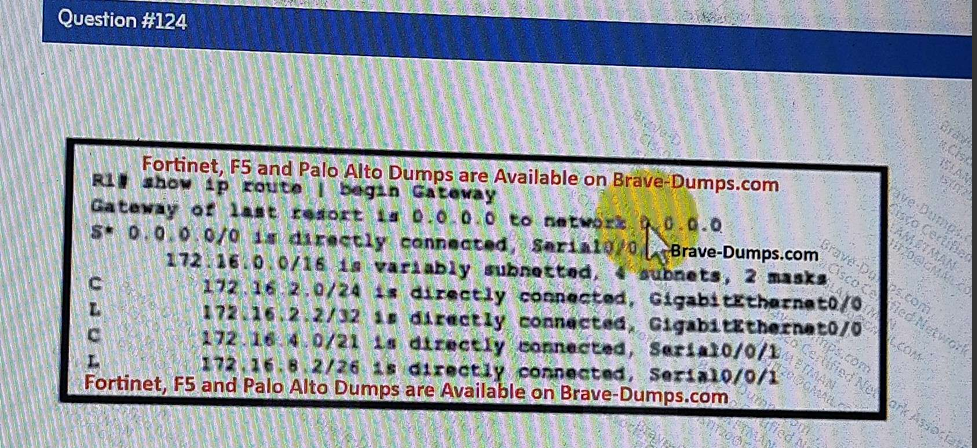 Question #124
Fortinet, F5 and Palo Alto Dumps are Available on Brave-Dumps.com
R1# show ip route | begin Gateway
Gateway of last resort is 0.0.0.0 to network 0.0.0.0
S* 0.0.0.0/0 is directly connected, Serial0/0
Brave-Dumps.com
172.16.0.0/16 is variably subnetted, 4 subnets, 2 masks
C 172.16.2.0/24 is directly connected, GigabitEthernet0/0
L 172.16.2.2/32 is directly connected, GigabitEthernet0/0
C 172.16.4.0/21 is directly connected, Serial0/0/1
L 172.16.8.2/26 is directly connected, Serial0/0/1
Fortinet, F5 and Palo Alto Dumps are Available on Brave-Dumps.com